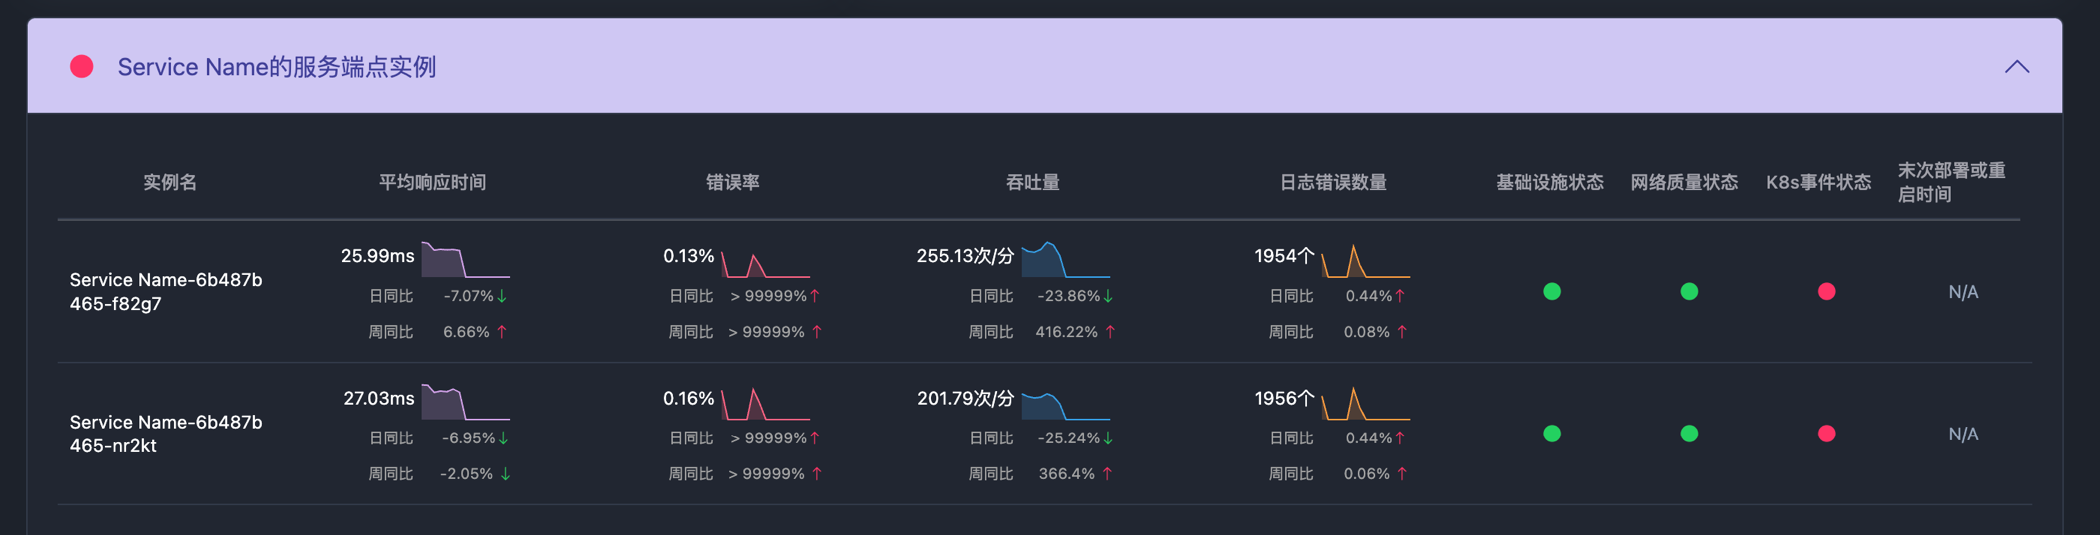 Service Name的服务端点实例
实例名 平均响应时间 错误率 吞吐量 日志错误数量 基础设施状态 网络质量状态 K8s事件状态 末次部署或重
启时间
Service Name-6b487b
465-f82g7
25.99ms
日同比 -7.07%↓
周同比 6.66% ↑
0.13%
日同比 > 99999%↑
周同比 > 99999% ↑
255.13次/分
日同比 -23.86%↓
周同比 416.22% ↑
1954个
日同比 0.44%↑
周同比 0.08% ↑
N/A
Service Name-6b487b
465-nr2kt
27.03ms
日同比 -6.95%↓
周同比 -2.05% ↓
0.16%
日同比 > 99999%↑
周同比 > 99999% ↑
201.79次/分
日同比 -25.24%↓
周同比 366.4% ↑
1956个
日同比 0.44%↑
周同比 0.06% ↑
N/A